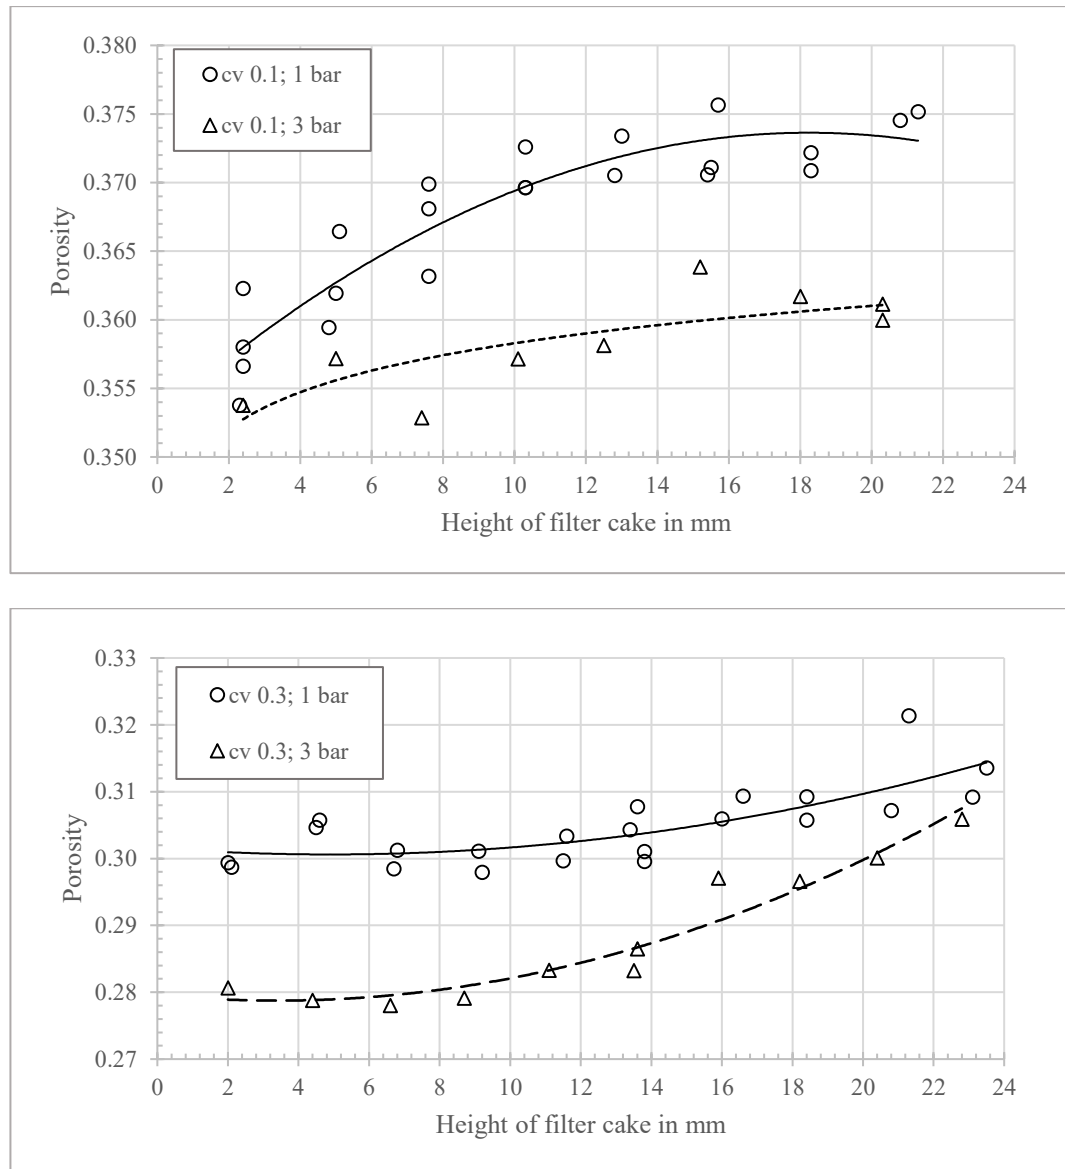 0.380
0.375
0.370
0.365
0.360
0.355
0.350
Porosity
cv 0.1; 1 bar
cv 0.1; 3 bar
0 2 4 6 8 10 12 14 16 18 20 22 24
Height of filter cake in mm
0.33
0.32
0.31
0.30
0.29
0.28
0.27
Porosity
cv 0.3; 1 bar
cv 0.3; 3 bar
0 2 4 6 8 10 12 14 16 18 20 22 24
Height of filter cake in mm